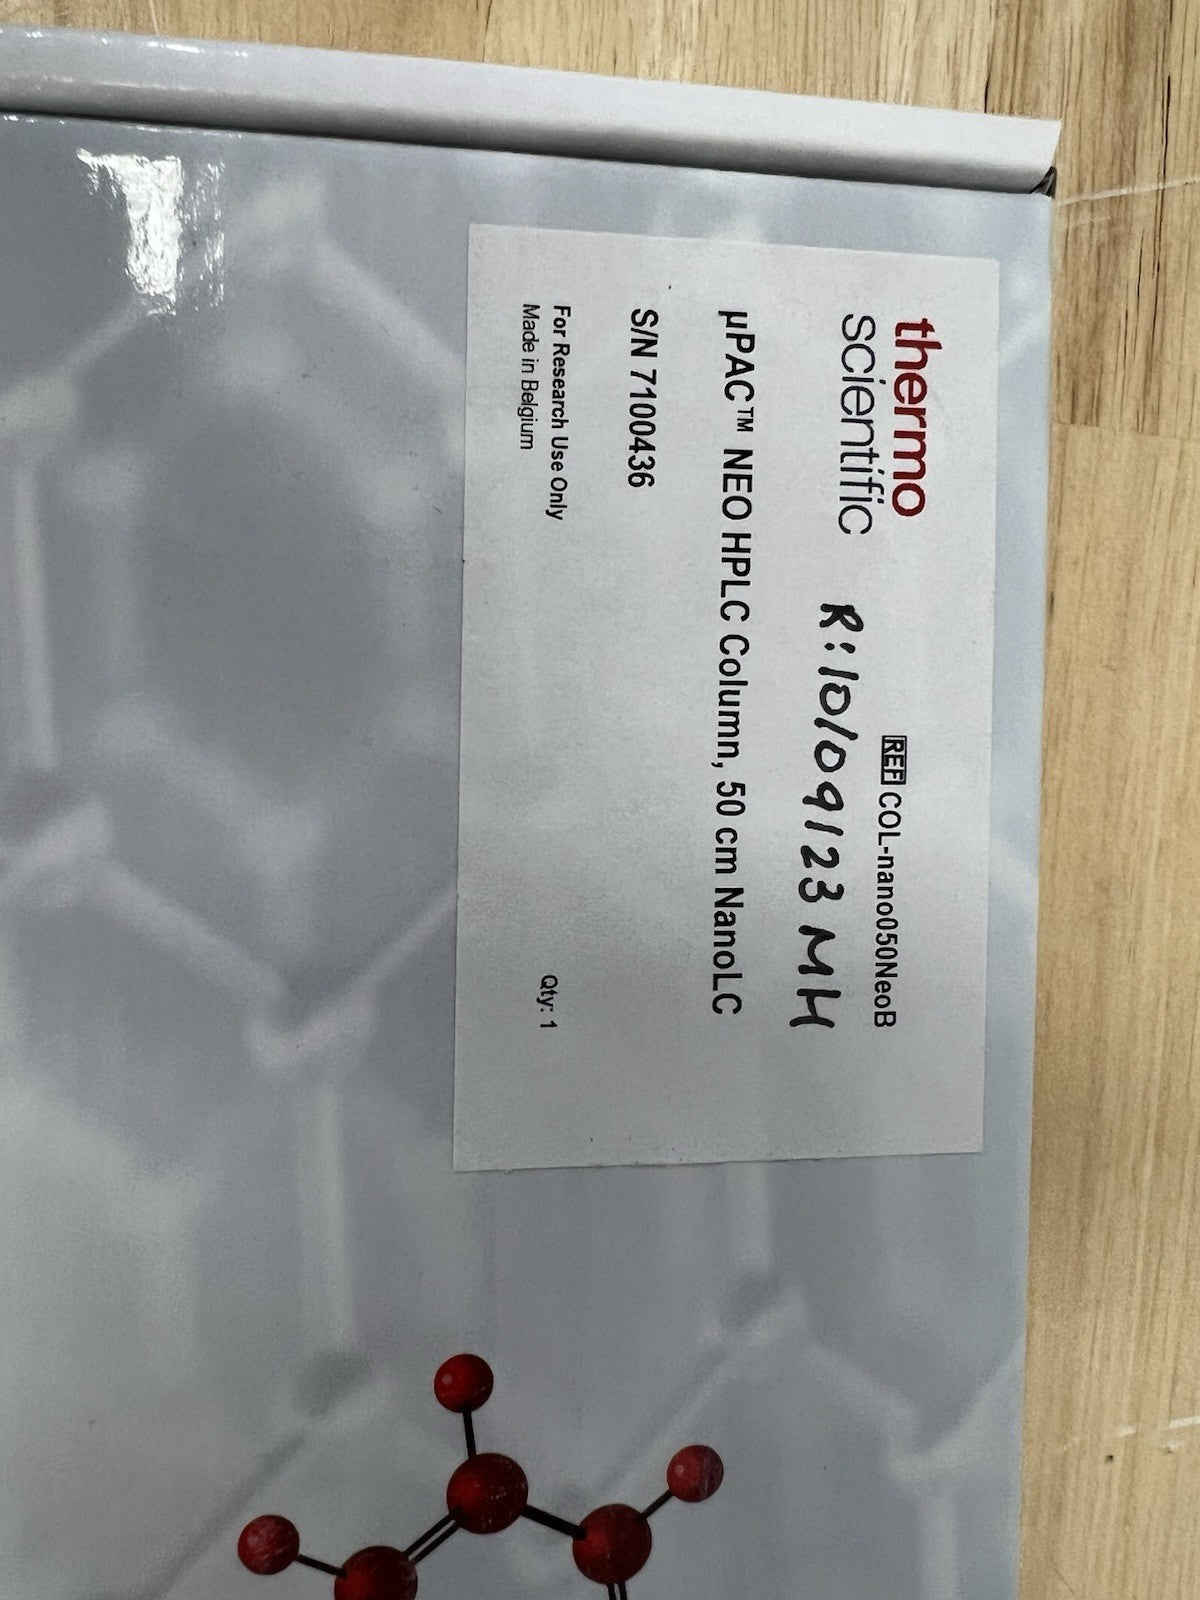 thermo
scientific
REF COL-nano050NeoB
R:10/09/23 MH
µPAC™ NEO HPLC Column, 50 cm NanoLC
S/N 7100436
For Research Use Only
Made in Belgium
Qty: 1